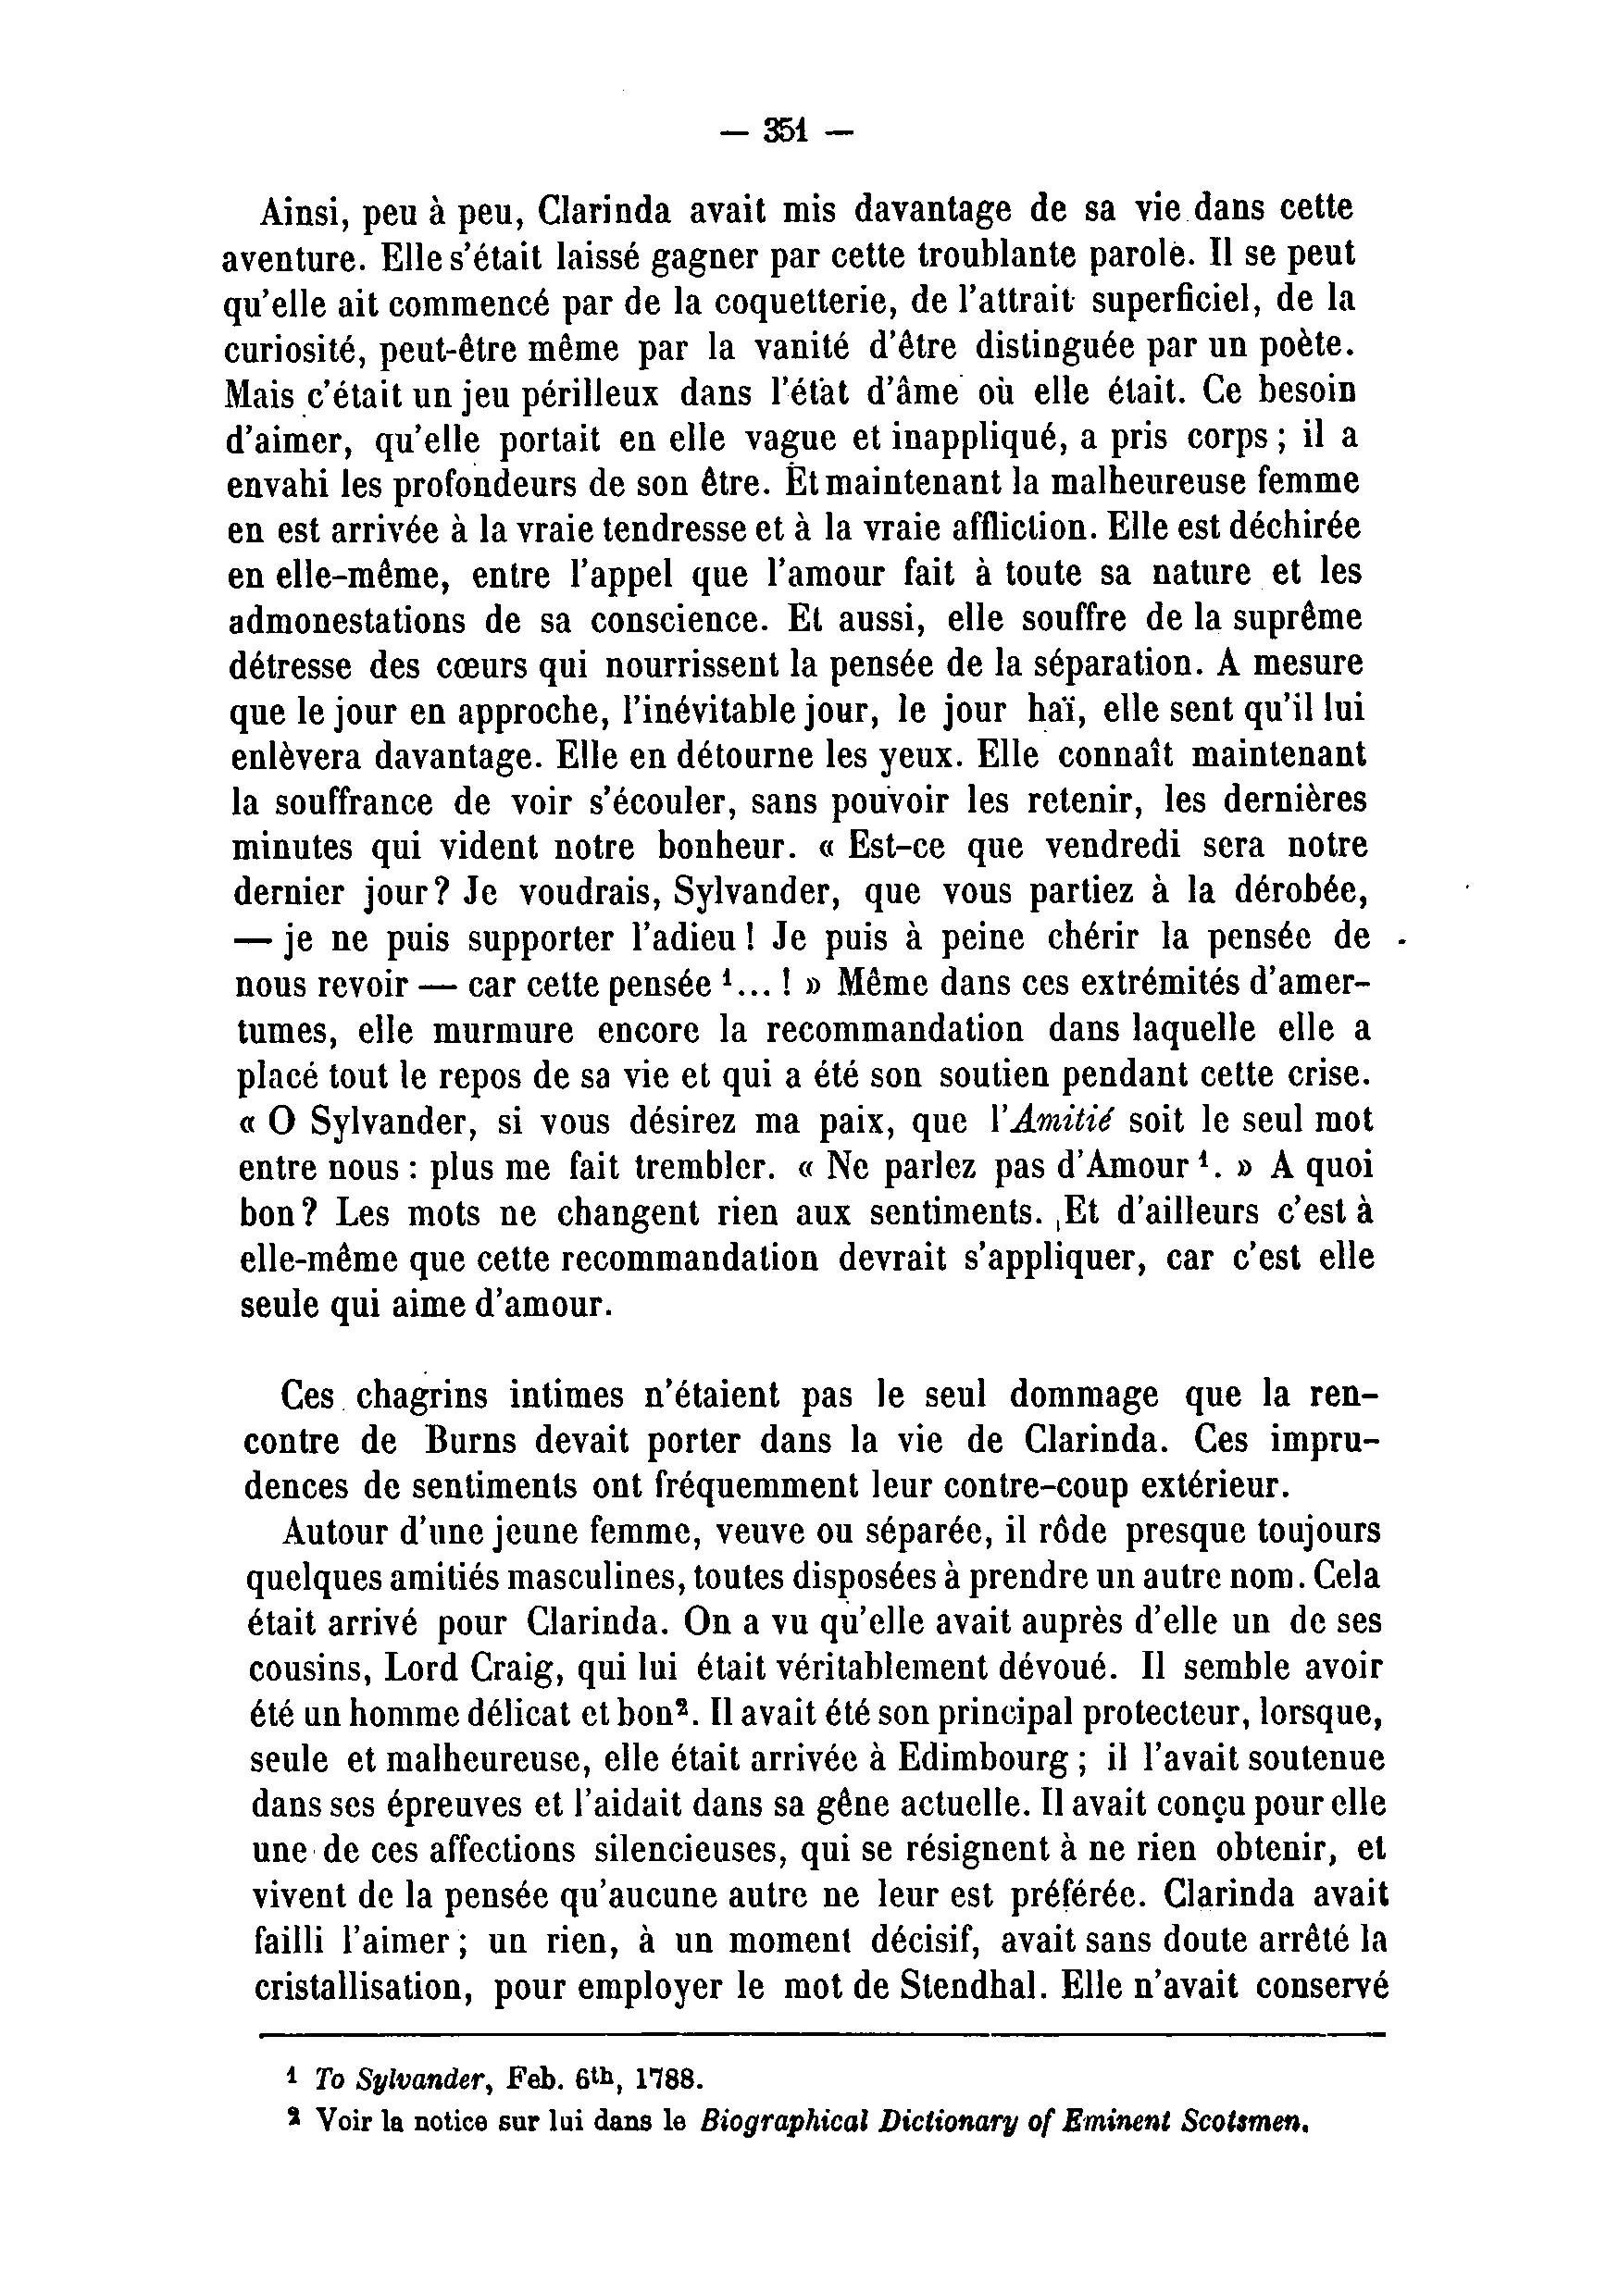 — 351 —
Ainsi, peu à peu, Clarinda avait mis davantage de sa vie dans cette
aventure. Elle s'était laissé gagner par cette troublante parole. Il se peut
qu'elle ait commencé par de la coquetterie, de l'attrait superficiel, de la
curiosité, peut-être même par la vanité d'être distinguée par un poète.
Mais c'était un jeu périlleux dans l'état d'âme où elle était. Ce besoin
d'aimer, qu'elle portait en elle vague et inappliqué, a pris corps ; il a
envahi les profondeurs de son être. Et maintenant la malheureuse femme
en est arrivée à la vraie tendresse et à la vraie affliction. Elle est déchirée
en elle-même, entre l'appel que l'amour fait à toute sa nature et les
admonestations de sa conscience. Et aussi, elle souffre de la suprême
détresse des cœurs qui nourrissent la pensée de la séparation. A mesure
que le jour en approche, l'inévitable jour, le jour haï, elle sent qu'il lui
enlèvera davantage. Elle en détourne les yeux. Elle connaît maintenant
la souffrance de voir s'écouler, sans pouvoir les retenir, les dernières
minutes qui vident notre bonheur. « Est-ce que vendredi sera notre
dernier jour? Je voudrais, Sylvander, que vous partiez à la dérobée,
— je ne puis supporter l'adieu ! Je puis à peine chérir la pensée de
nous revoir — car cette pensée ¹... ! » Même dans ces extrémités d'amer-
tumes, elle murmure encore la recommandation dans laquelle elle a
placé tout le repos de sa vie et qui a été son soutien pendant cette crise.
« O Sylvander, si vous désirez ma paix, que l'Amitié soit le seul mot
entre nous : plus me fait trembler. « Ne parlez pas d'Amour ¹. » A quoi
bon? Les mots ne changent rien aux sentiments. Et d'ailleurs c'est à
elle-même que cette recommandation devrait s'appliquer, car c'est elle
seule qui aime d'amour.
Ces chagrins intimes n'étaient pas le seul dommage que la ren-
contre de Burns devait porter dans la vie de Clarinda. Ces impru-
dences de sentiments ont fréquemment leur contre-coup extérieur.
Autour d'une jeune femme, veuve ou séparée, il rôde presque toujours
quelques amitiés masculines, toutes disposées à prendre un autre nom. Cela
était arrivé pour Clarinda. On a vu qu'elle avait auprès d'elle un de ses
cousins, Lord Craig, qui lui était véritablement dévoué. Il semble avoir
été un homme délicat et bon². Il avait été son principal protecteur, lorsque,
seule et malheureuse, elle était arrivée à Edimbourg ; il l'avait soutenue
dans ses épreuves et l'aidait dans sa gêne actuelle. Il avait conçu pour elle
une de ces affections silencieuses, qui se résignent à ne rien obtenir, et
vivent de la pensée qu'aucune autre ne leur est préférée. Clarinda avait
failli l'aimer ; un rien, à un moment décisif, avait sans doute arrêté la
cristallisation, pour employer le mot de Stendhal. Elle n'avait conservé
¹ To Sylvander, Feb. 6th, 1788.
² Voir la notice sur lui dans le Biographical Dictionary of Eminent Scotsmen.